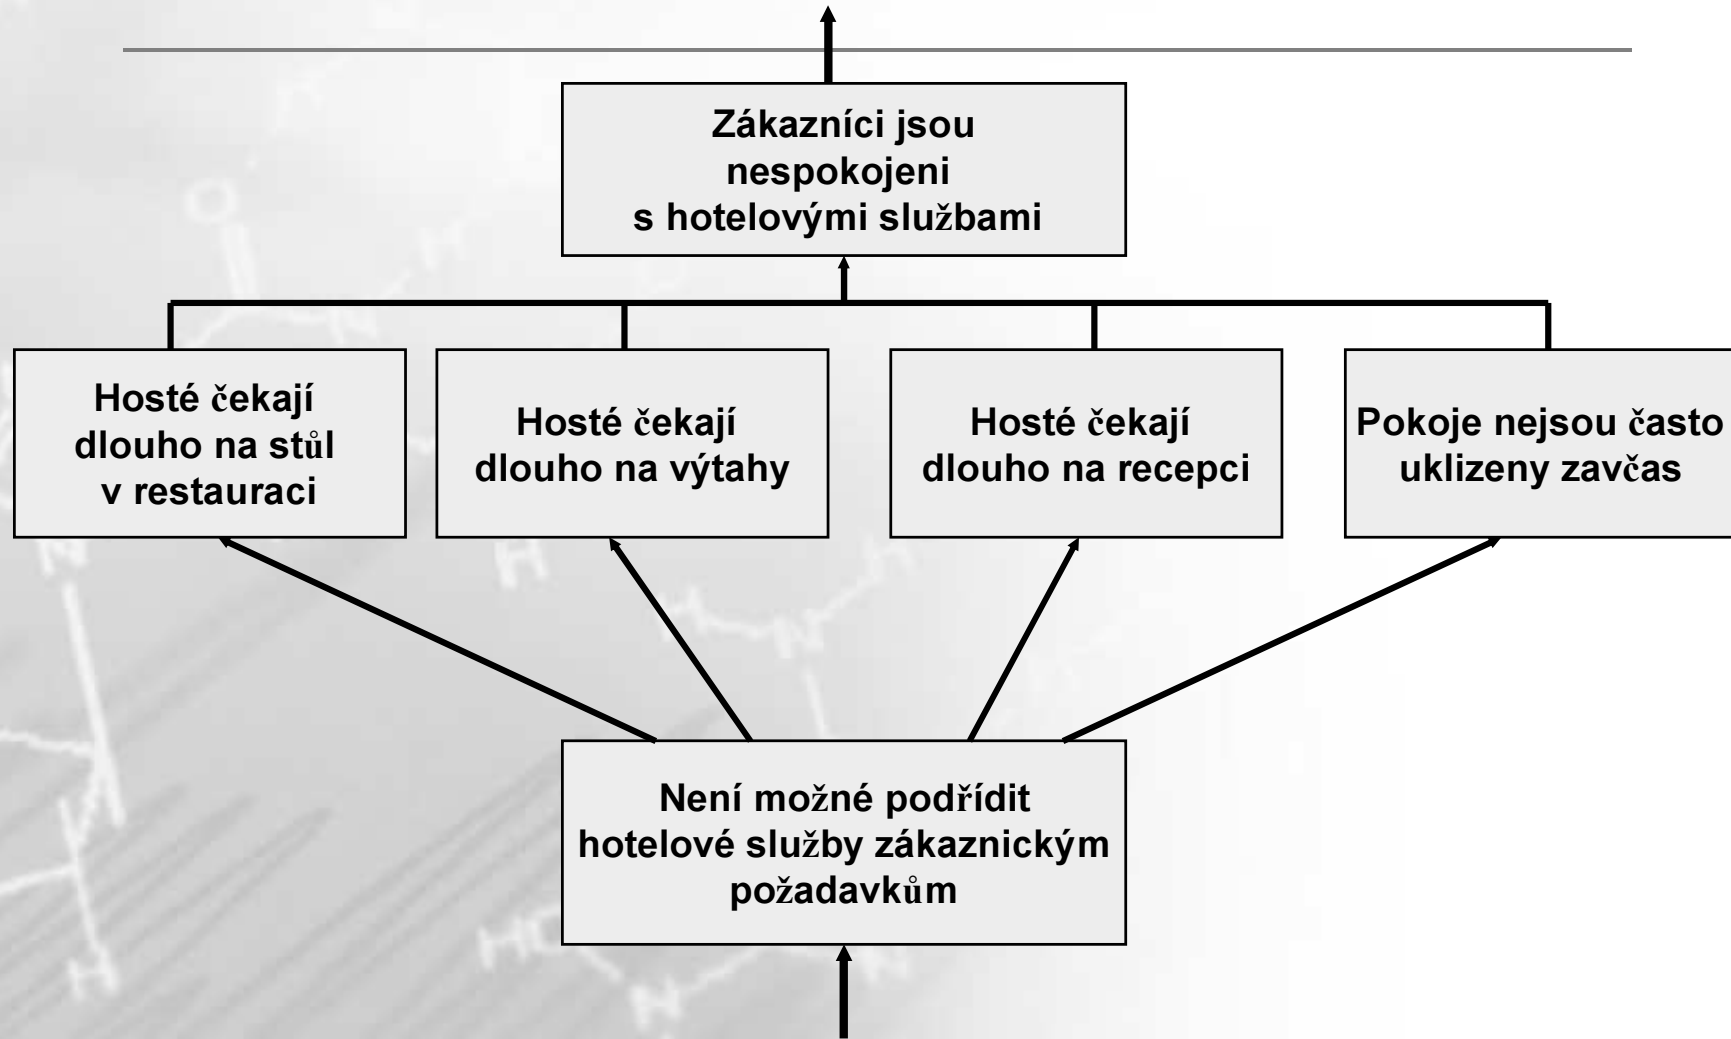 Zákazníci jsou
nespokojeni
s hotelovými službami
Hosté čekají
dlouho na stůl
v restauraci
Hosté čekají
dlouho na výtahy
Hosté čekají
dlouho na recepci
Pokoje nejsou často
uklizeny zavčas
Není možné podřídit
hotelové služby zákaznickým
požadavkům